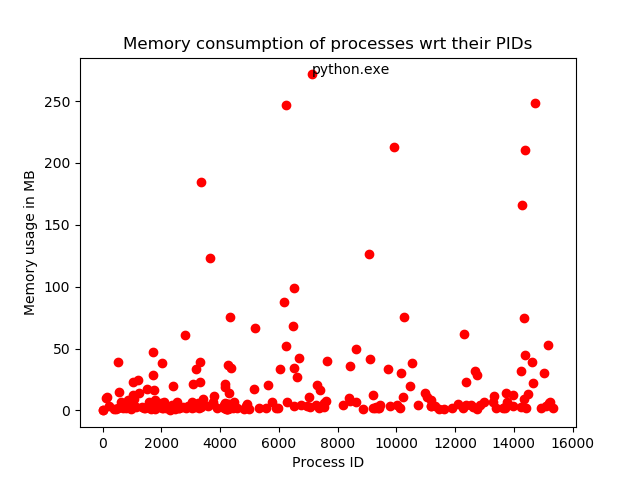 Memory consumption of processes wrt their PIDs
python.exe
250
200
150
100
50
0
Memory usage in MB
0 2000 4000 6000 8000 10000 12000 14000 16000
Process ID